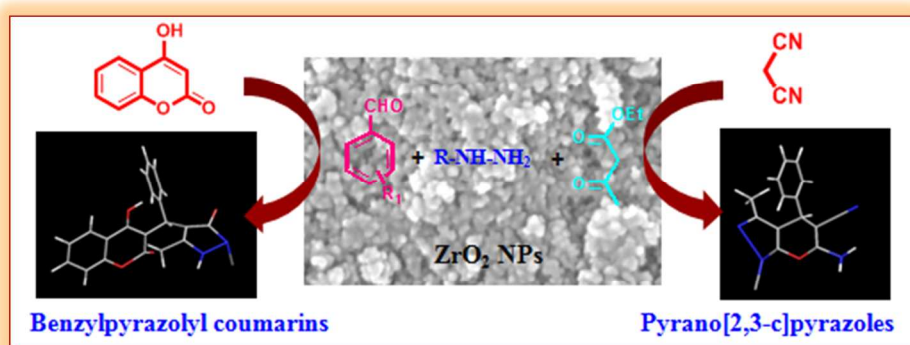 OH
O
O
CHO
R1
+ R-NH-NH2 +
OEt
O
O
CN
CN
ZrO2 NPs
Benzylpyrazolyl coumarins
Pyrano[2,3-c]pyrazoles